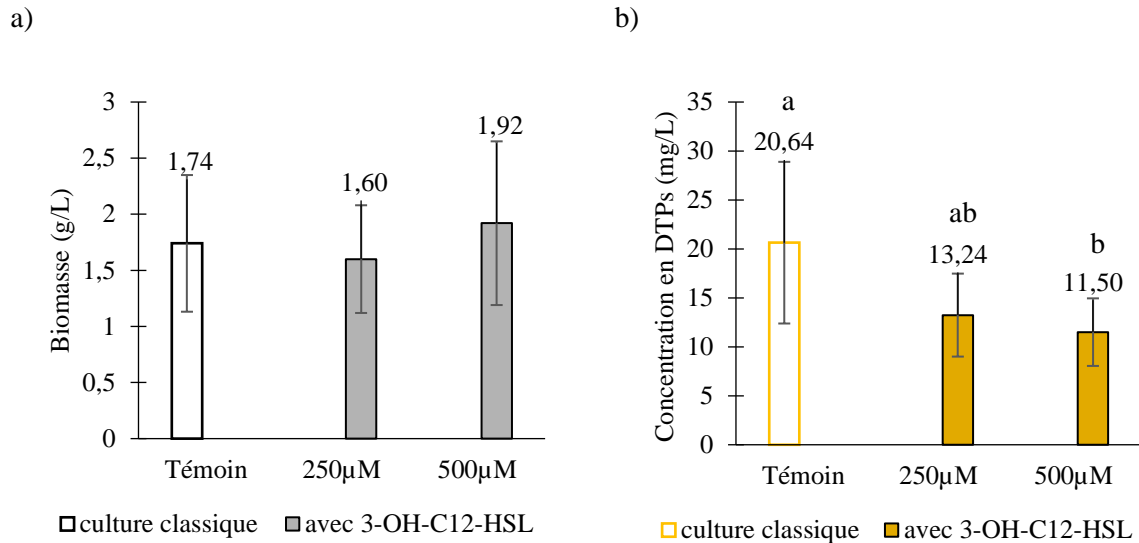 a)
3
2,5
2
1,5
1
0,5
0
Biomasse (g/L)
1,74
1,60
1,92
Témoin 250µM 500µM
culture classique avec 3-OH-C12-HSL
b)
35
30
25
20
15
10
5
0
Concentration en DTPs (mg/L)
a
20,64
ab
13,24
b
11,50
Témoin 250µM 500µM
culture classique avec 3-OH-C12-HSL